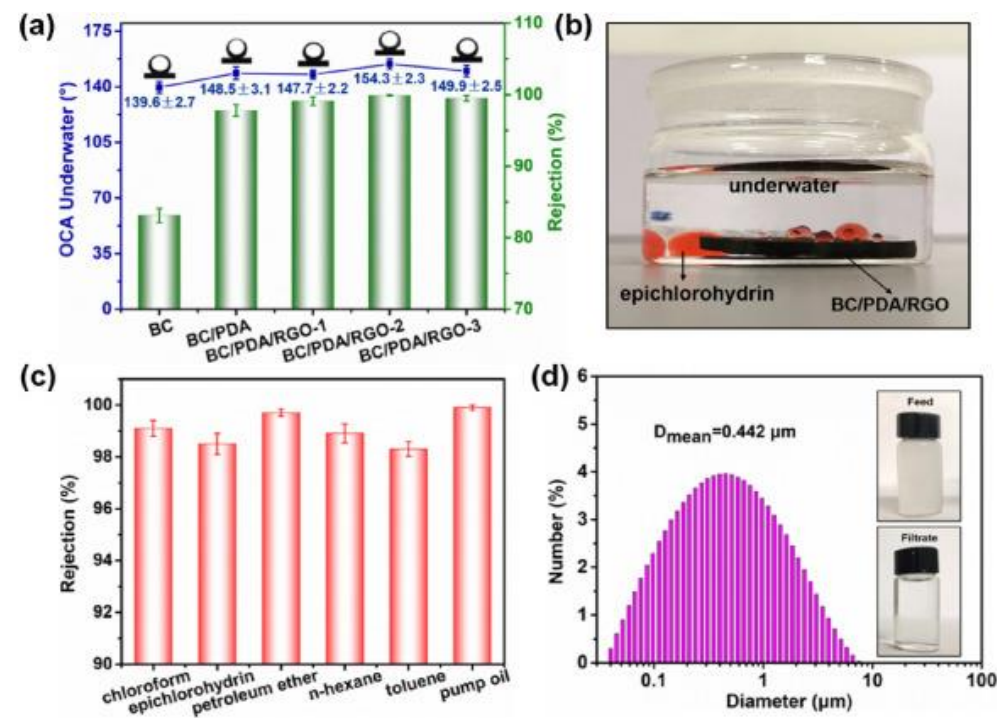 (a)
175
140
105
70
35
0
OCA Underwater (°)
139.6±2.7
148.5±3.1
147.7±2.2
154.3±2.3
149.9±2.5
110
100
90
80
70
Rejection (%)
BC
BC/PDA
BC/PDA/RGO-1
BC/PDA/RGO-2
BC/PDA/RGO-3
(b)
underwater
epichlorohydrin
BC/PDA/RGO
(c)
100
98
96
94
92
90
Rejection (%)
chloroform
epichlorohydrin
petroleum ether
n-hexane
toluene
pump oil
(d)
6
5
4
3
2
1
0
Number (%)
Dmean=0.442 μm
Feed
Filtrate
0.1
1
10
100
Diameter (μm)